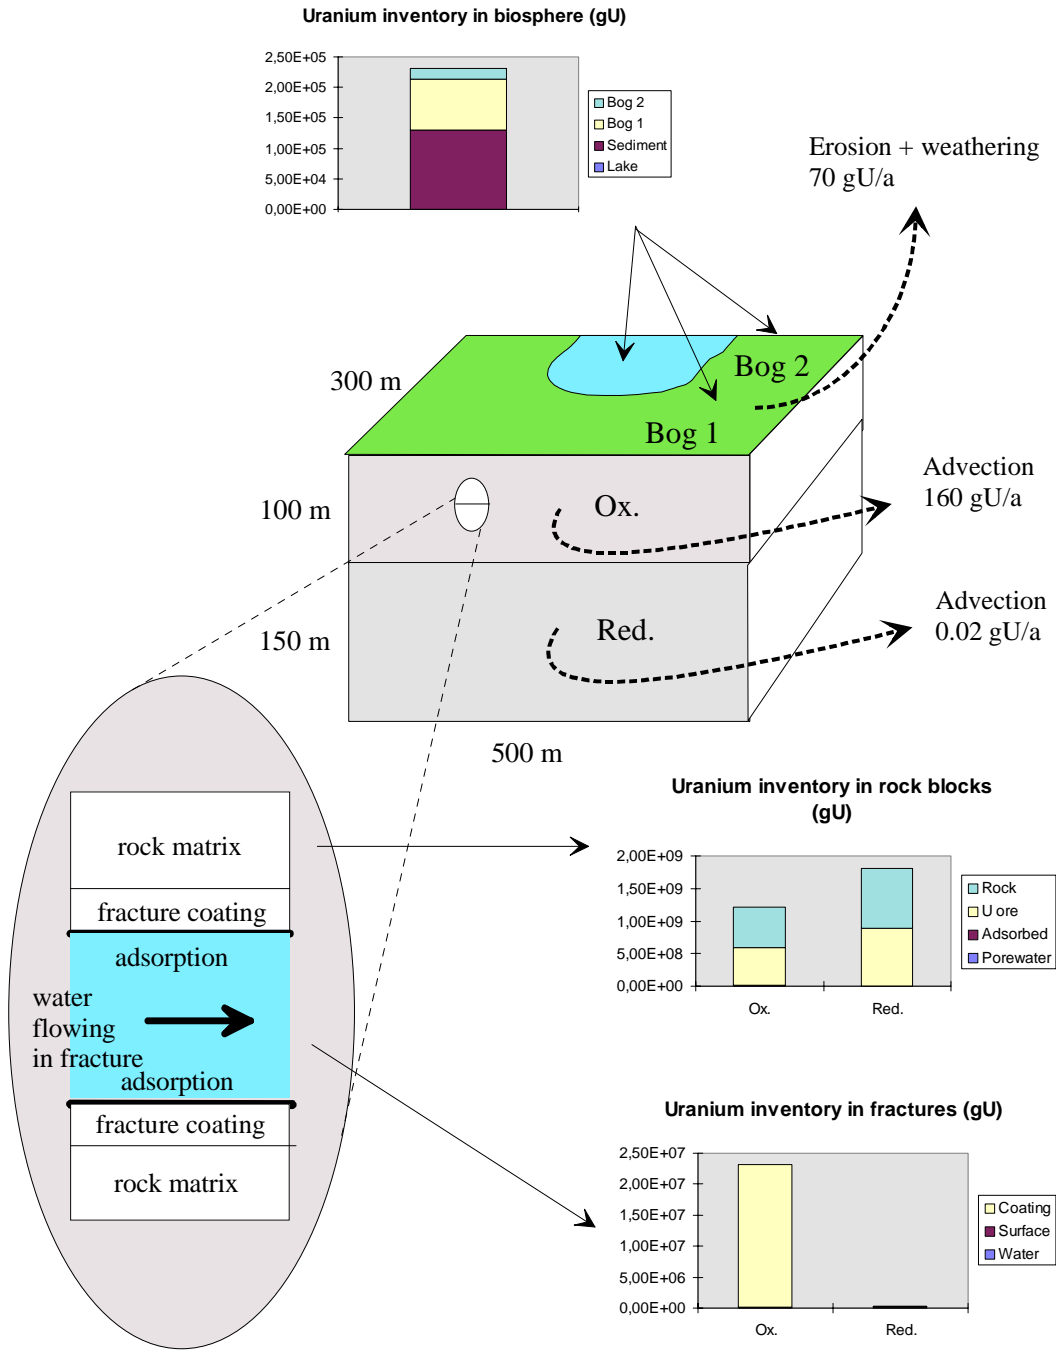 Uranium inventory in biosphere (gU)
2,50E+05
2,00E+05
1,50E+05
1,00E+05
5,00E+04
0,00E+00
Bog 2
Bog 1
Sediment
Lake
Erosion + weathering
70 gU/a
300 m
Bog 2
Bog 1
100 m
Ox.
Advection
160 gU/a
150 m
Red.
Advection
0.02 gU/a
500 m
rock matrix
fracture coating
adsorption
water
flowing
in fracture
adsorption
fracture coating
rock matrix
Uranium inventory in rock blocks
(gU)
2,00E+09
1,50E+09
1,00E+09
5,00E+08
0,00E+00
Ox.
Red.
Rock
U ore
Adsorbed
Porewater
Uranium inventory in fractures (gU)
2,50E+07
2,00E+07
1,50E+07
1,00E+07
5,00E+06
0,00E+00
Ox.
Red.
Coating
Surface
Water